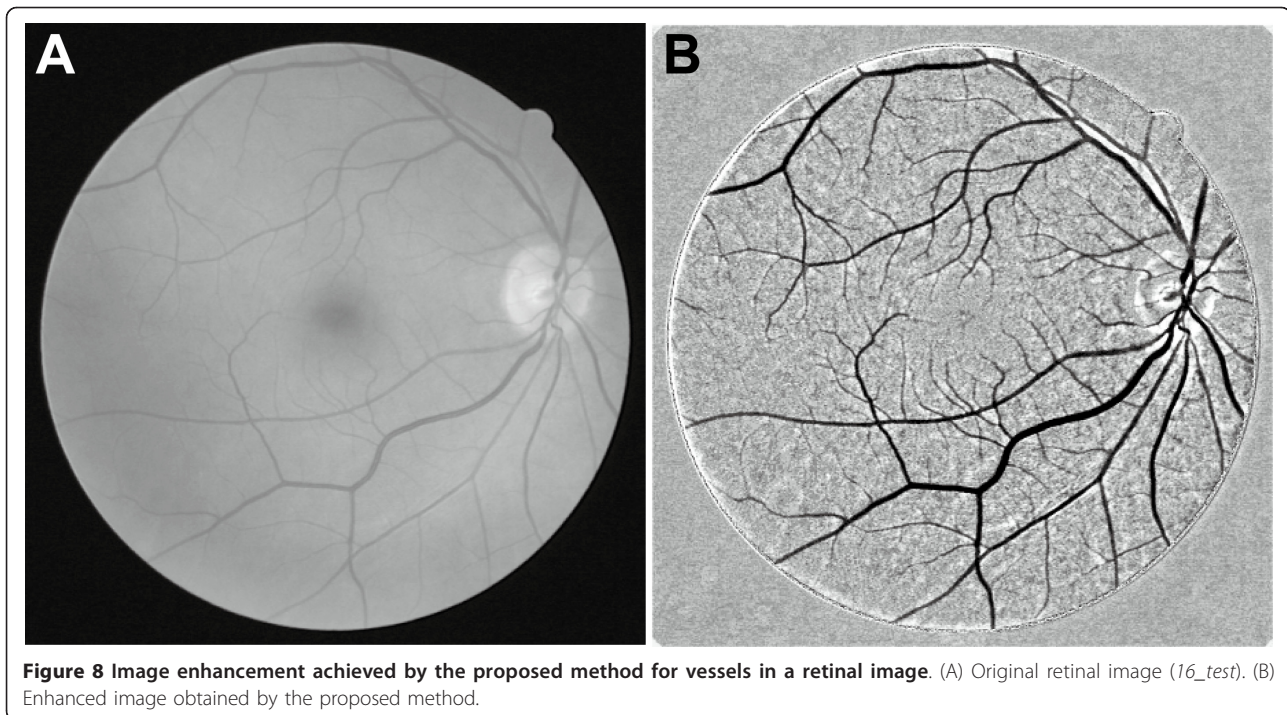 A
B
Figure 8 Image enhancement achieved by the proposed method for vessels in a retinal image. (A) Original retinal image (16_test). (B)
Enhanced image obtained by the proposed method.